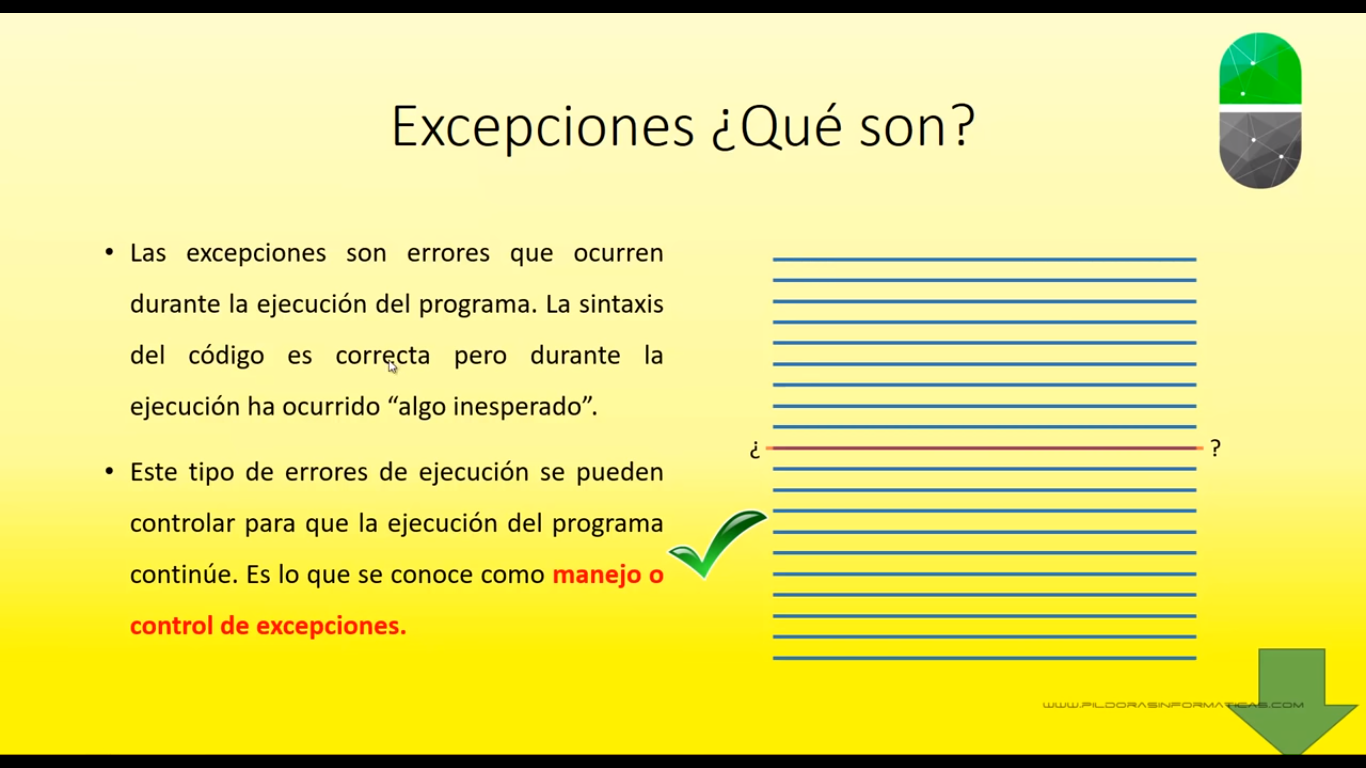 Excepciones ¿Qué son?
• Las excepciones son errores que ocurren
durante la ejecución del programa. La sintaxis
del código es correcta pero durante la
ejecución ha ocurrido “algo inesperado”.
• Este tipo de errores de ejecución se pueden
controlar para que la ejecución del programa
continúe. Es lo que se conoce como manejo o
control de excepciones.
¿ ?
WWW.PILDORASINFORMATICAS.COM